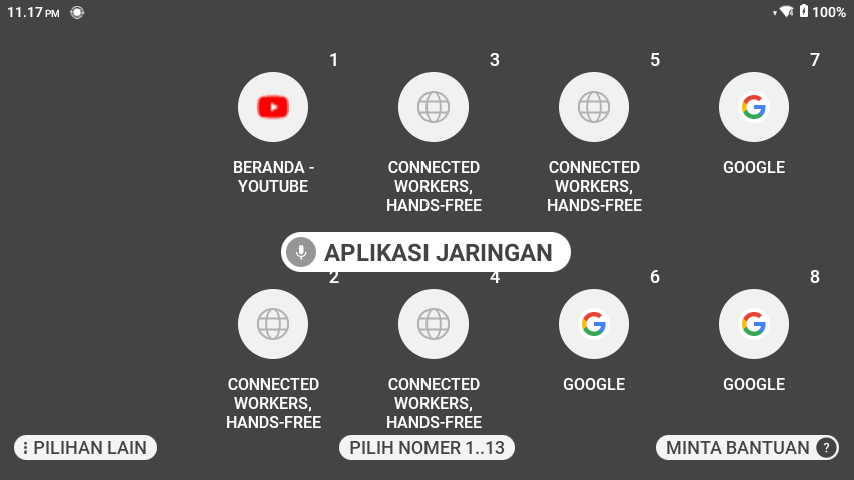 11.17 PM
100%
1
3
5
7
BERANDA -
YOUTUBE
CONNECTED
WORKERS,
HANDS-FREE
CONNECTED
WORKERS,
HANDS-FREE
GOOGLE
APLIKASI JARINGAN
2
4
6
8
CONNECTED
WORKERS,
HANDS-FREE
CONNECTED
WORKERS,
HANDS-FREE
GOOGLE
GOOGLE
PILIHAN LAIN
PILIH NOMER 1..13
MINTA BANTUAN ?